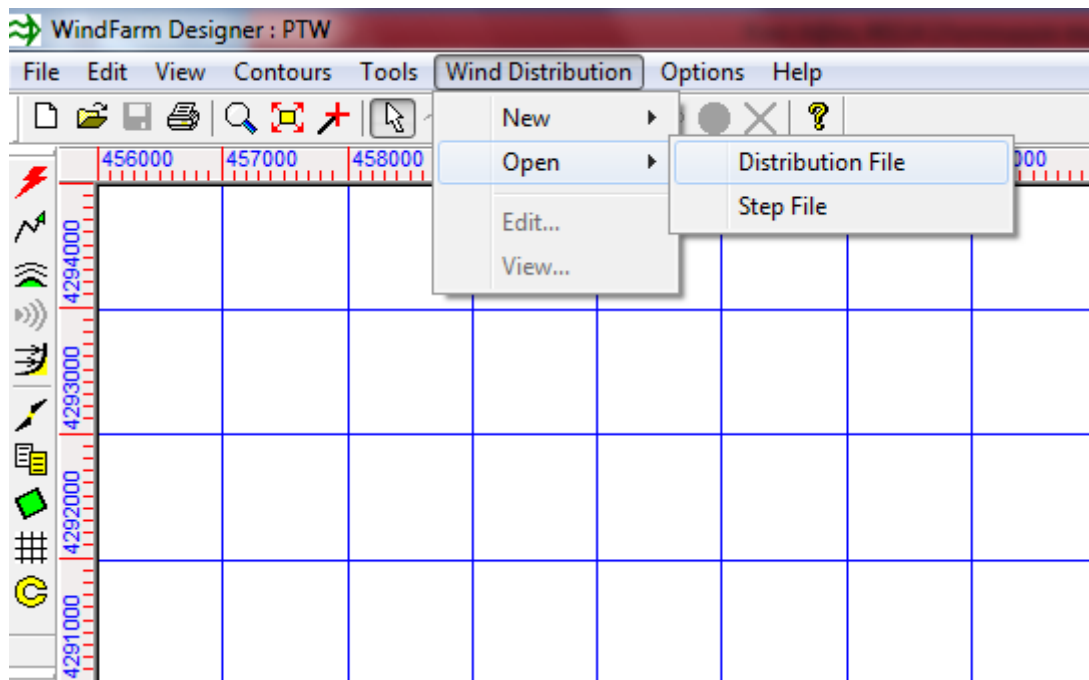 WindFarm Designer : PTW
File Edit View Contours Tools Wind Distribution Options Help
New
456000 457000 458000 Open Distribution File 000
Step File
Edit...
View...
4294000
4293000
4292000
4291000